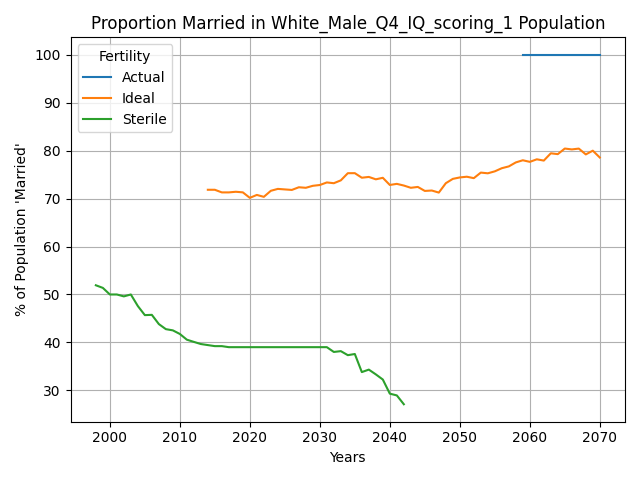 Proportion Married in White_Male_Q4_IQ_scoring_1 Population
Fertility
Actual
Ideal
Sterile
% of Population 'Married'
100
90
80
70
60
50
40
30
2000
2010
2020
2030
2040
2050
2060
2070
Years